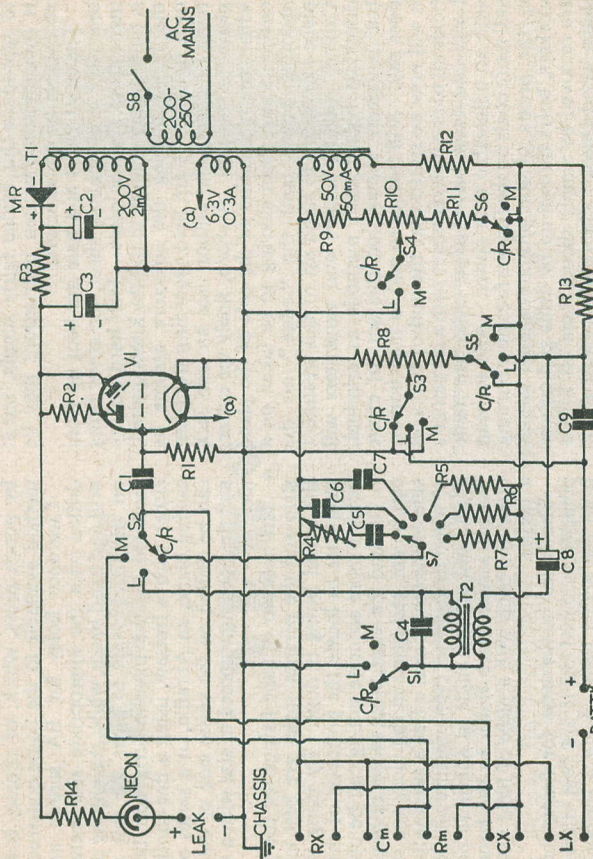 AC
MAINS
S8
200-
250V
T1
MR
200V
2mA
6·3V
0·3A
(a)
50V
50mA
R12
R3
C2
C3
R9
R10
R11
S6
M
L
C/R
S4
C/R
L
M
R13
V1
R2
(a)
R8
S5
M
L
C/R
S3
C/R
L
M
C1
R1
C9
C7
C6
C5
R4
R5
R6
R7
S7
S2
M
C/R
L
C8
T2
C4
M
L
S1
C/R
R14
NEON
+
LEAK
-
CHASSIS
RX
Cm
Rm
CX
LX